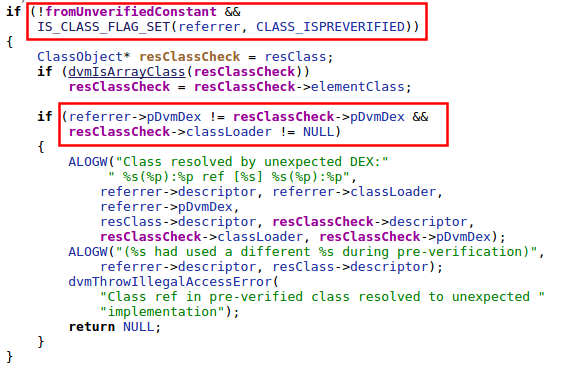 if (!fromUnverifiedConstant &&
IS_CLASS_FLAG_SET(referrer, CLASS_ISPREVERIFIED))
{
ClassObject* resClassCheck = resClass;
if (dvmIsArrayClass(resClassCheck))
resClassCheck = resClassCheck->elementClass;
if (referrer->pDvmDex != resClassCheck->pDvmDex &&
resClassCheck->classLoader != NULL)
{
ALOGW("Class resolved by unexpected DEX:"
" %s(%p):%p ref [%s] %s(%p):%p",
referrer->descriptor, referrer->classLoader,
referrer->pDvmDex,
resClass->descriptor, resClassCheck->descriptor,
resClassCheck->classLoader, resClassCheck->pDvmDex);
ALOGW("(%s had used a different %s during pre-verification)",
referrer->descriptor, resClass->descriptor);
dvmThrowIllegalAccessError(
"Class ref in pre-verified class resolved to unexpected "
"implementation");
return NULL;
}
}